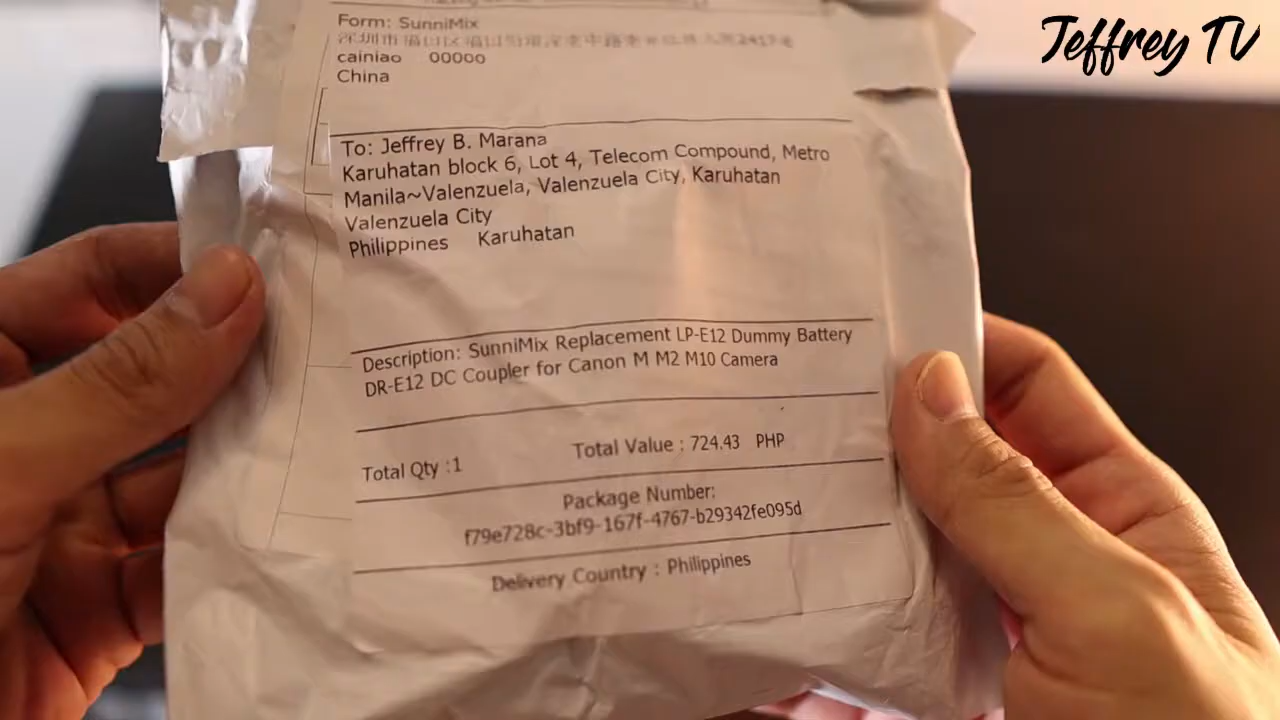 Jeffrey TV
Form: SunniMix
cainiao 00000
China
To: Jeffrey B. Marana
Karuhatan block 6, Lot 4, Telecom Compound, Metro
Manila~Valenzuela, Valenzuela City, Karuhatan
Valenzuela City
Philippines Karuhatan
Description: SunniMix Replacement LP-E12 Dummy Battery
DR-E12 DC Coupler for Canon M M2 M10 Camera
Total Qty :1 Total Value : 724.43 PHP
Package Number:
f79e728c-3bf9-167f-4767-b29342fe095d
Delivery Country : Philippines